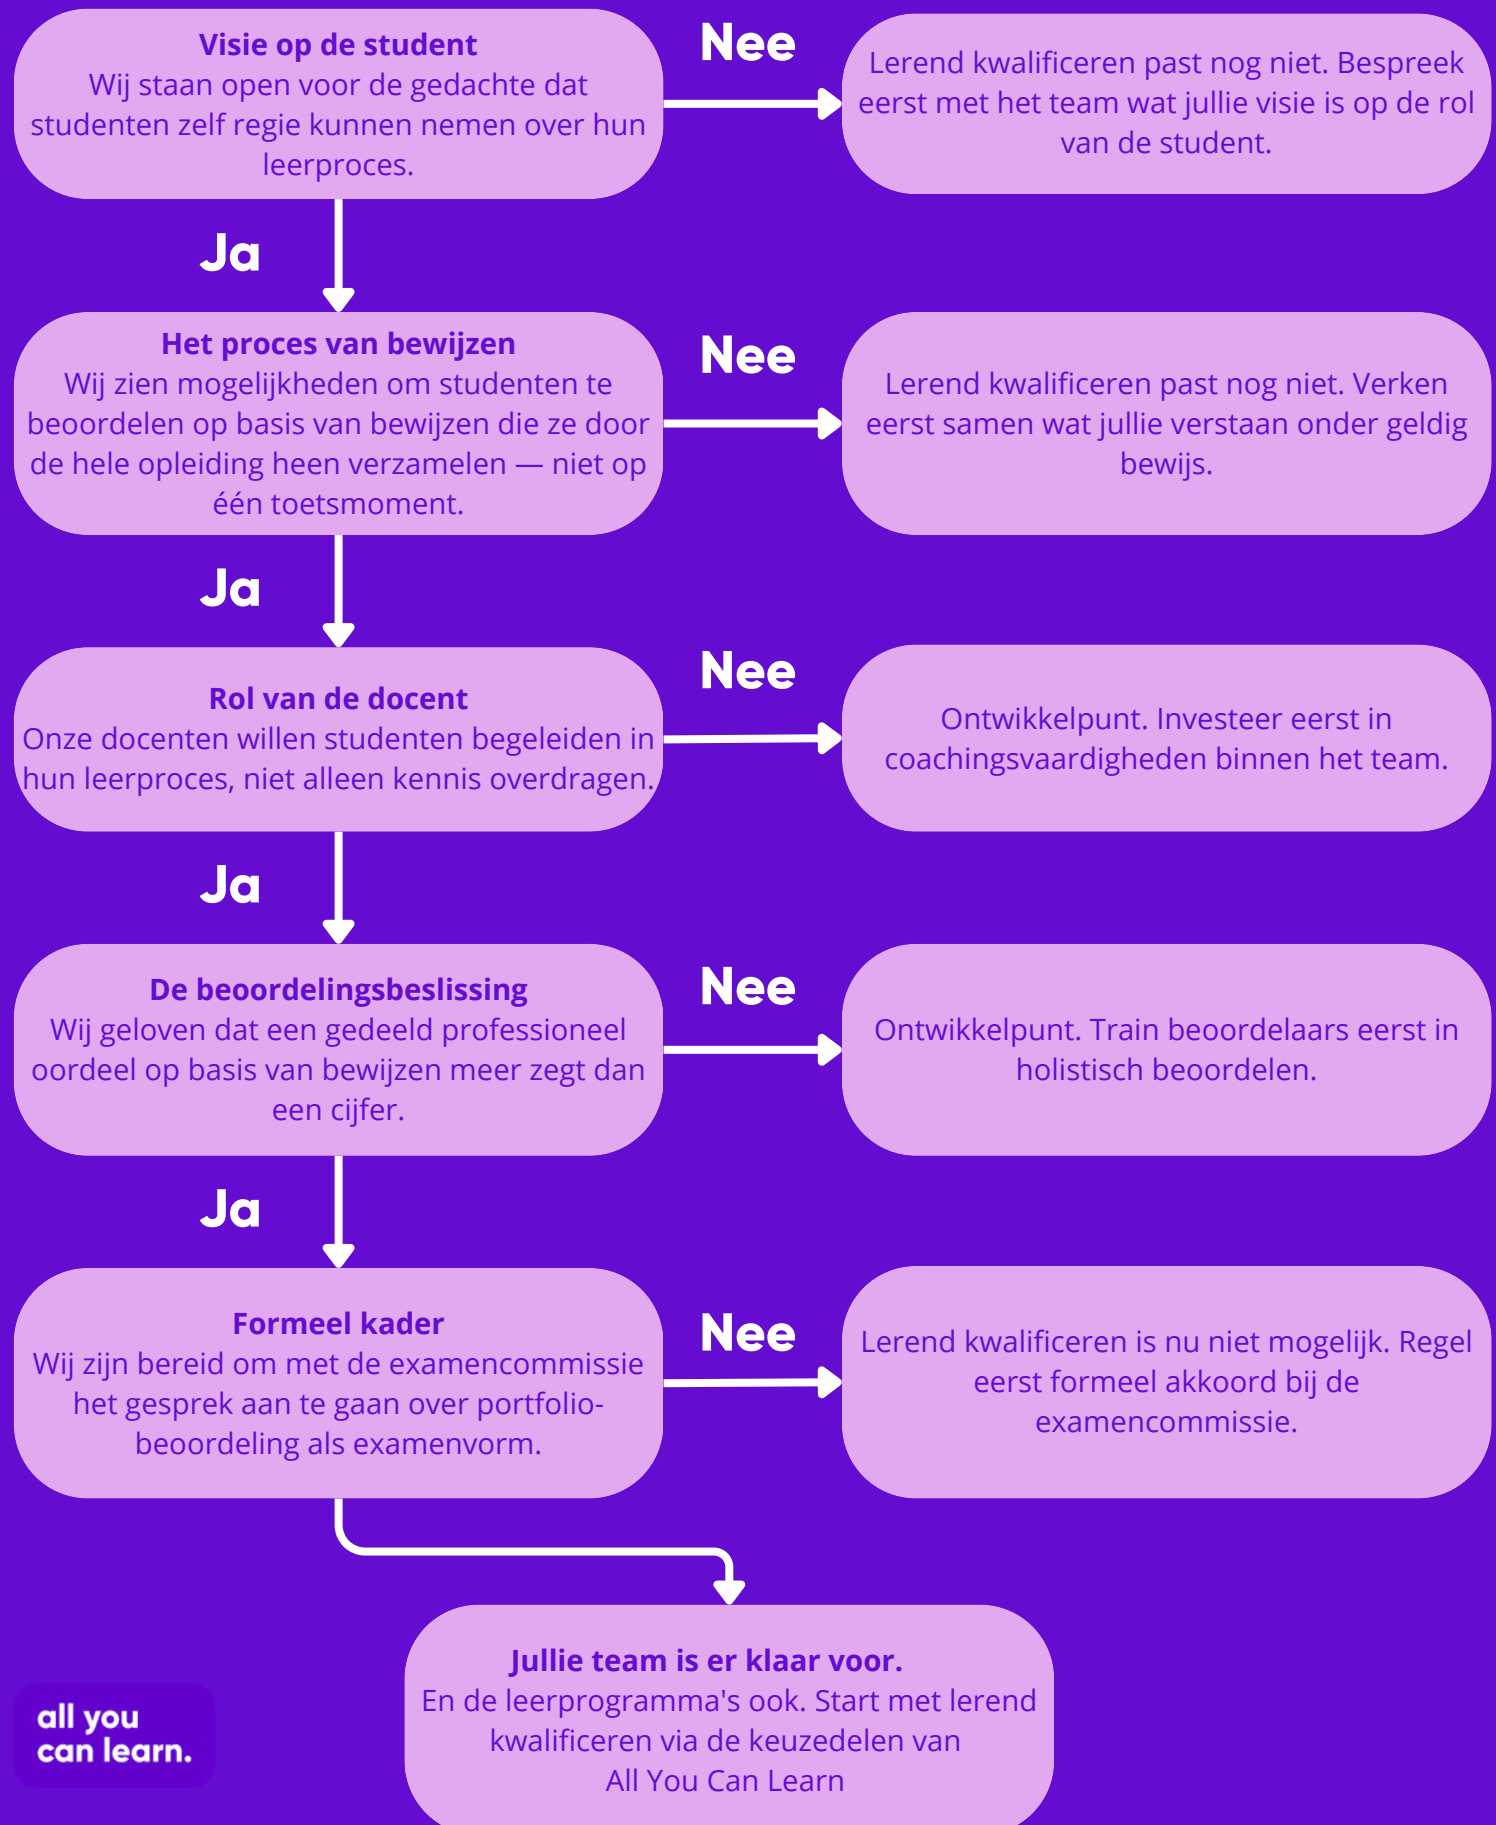 Visie op de student
Wij staan open voor de gedachte dat
studenten zelf regie kunnen nemen over hun
leerproces.
Nee
Lerend kwalificeren past nog niet. Bespreek
eerst met het team wat jullie visie is op de rol
van de student.
Ja
Het proces van bewijzen
Wij zien mogelijkheden om studenten te
beoordelen op basis van bewijzen die ze door
de hele opleiding heen verzamelen — niet op
één toetsmoment.
Nee
Lerend kwalificeren past nog niet. Verken
eerst samen wat jullie verstaan onder geldig
bewijs.
Ja
Rol van de docent
Onze docenten willen studenten begeleiden in
hun leerproces, niet alleen kennis overdragen.
Nee
Ontwikkelpunt. Investeer eerst in
coachingsvaardigheden binnen het team.
Ja
De beoordelingsbeslissing
Wij geloven dat een gedeeld professioneel
oordeel op basis van bewijzen meer zegt dan
een cijfer.
Nee
Ontwikkelpunt. Train beoordelaars eerst in
holistisch beoordelen.
Ja
Formeel kader
Wij zijn bereid om met de examencommissie
het gesprek aan te gaan over portfolio-
beoordeling als examenvorm.
Nee
Lerend kwalificeren is nu niet mogelijk. Regel
eerst formeel akkoord bij de
examencommissie.
Jullie team is er klaar voor.
En de leerprogramma's ook. Start met lerend
kwalificeren via de keuzedelen van
All You Can Learn
all you
can learn.